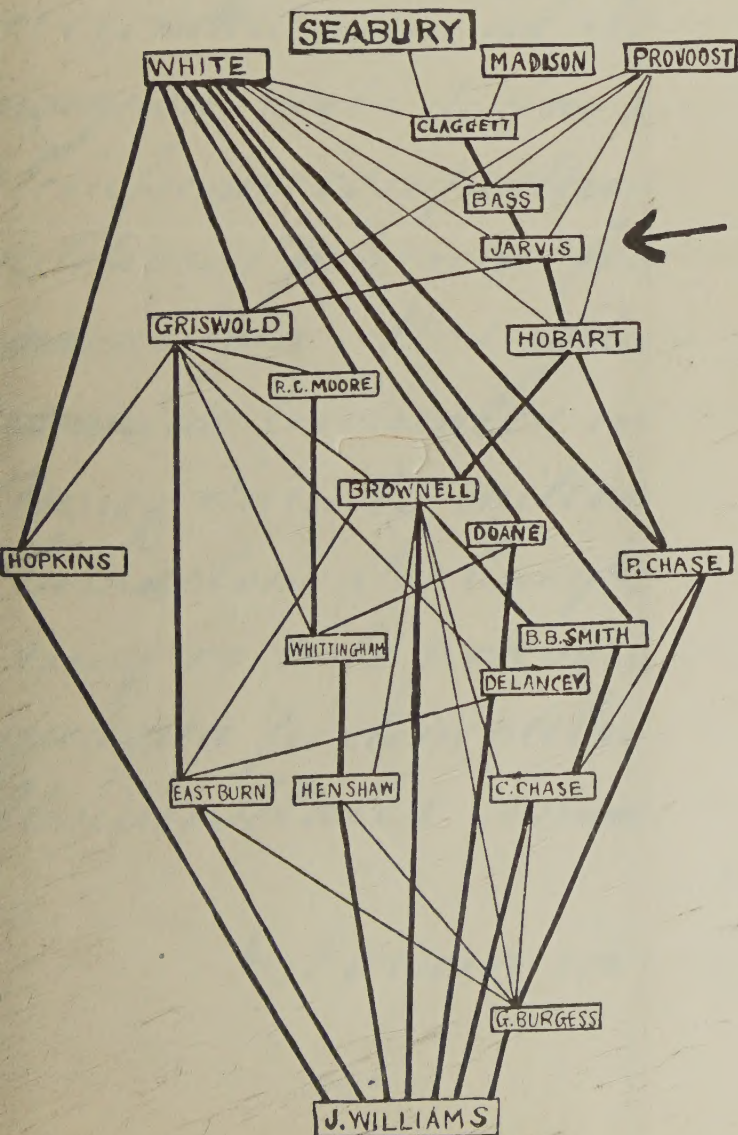 SEABURY
WHITE
MADISON
PROVOOST
CLAGGETT
BASS
JARVIS
GRISWOLD
HOBART
R.C. MOORE
BROWNELL
DOANE
HOPKINS
P. CHASE
B.B. SMITH
WHITTINGHAM
DELANCEY
EASTBURN
HENSHAW
C. CHASE
G. BURGESS
J. WILLIAMS